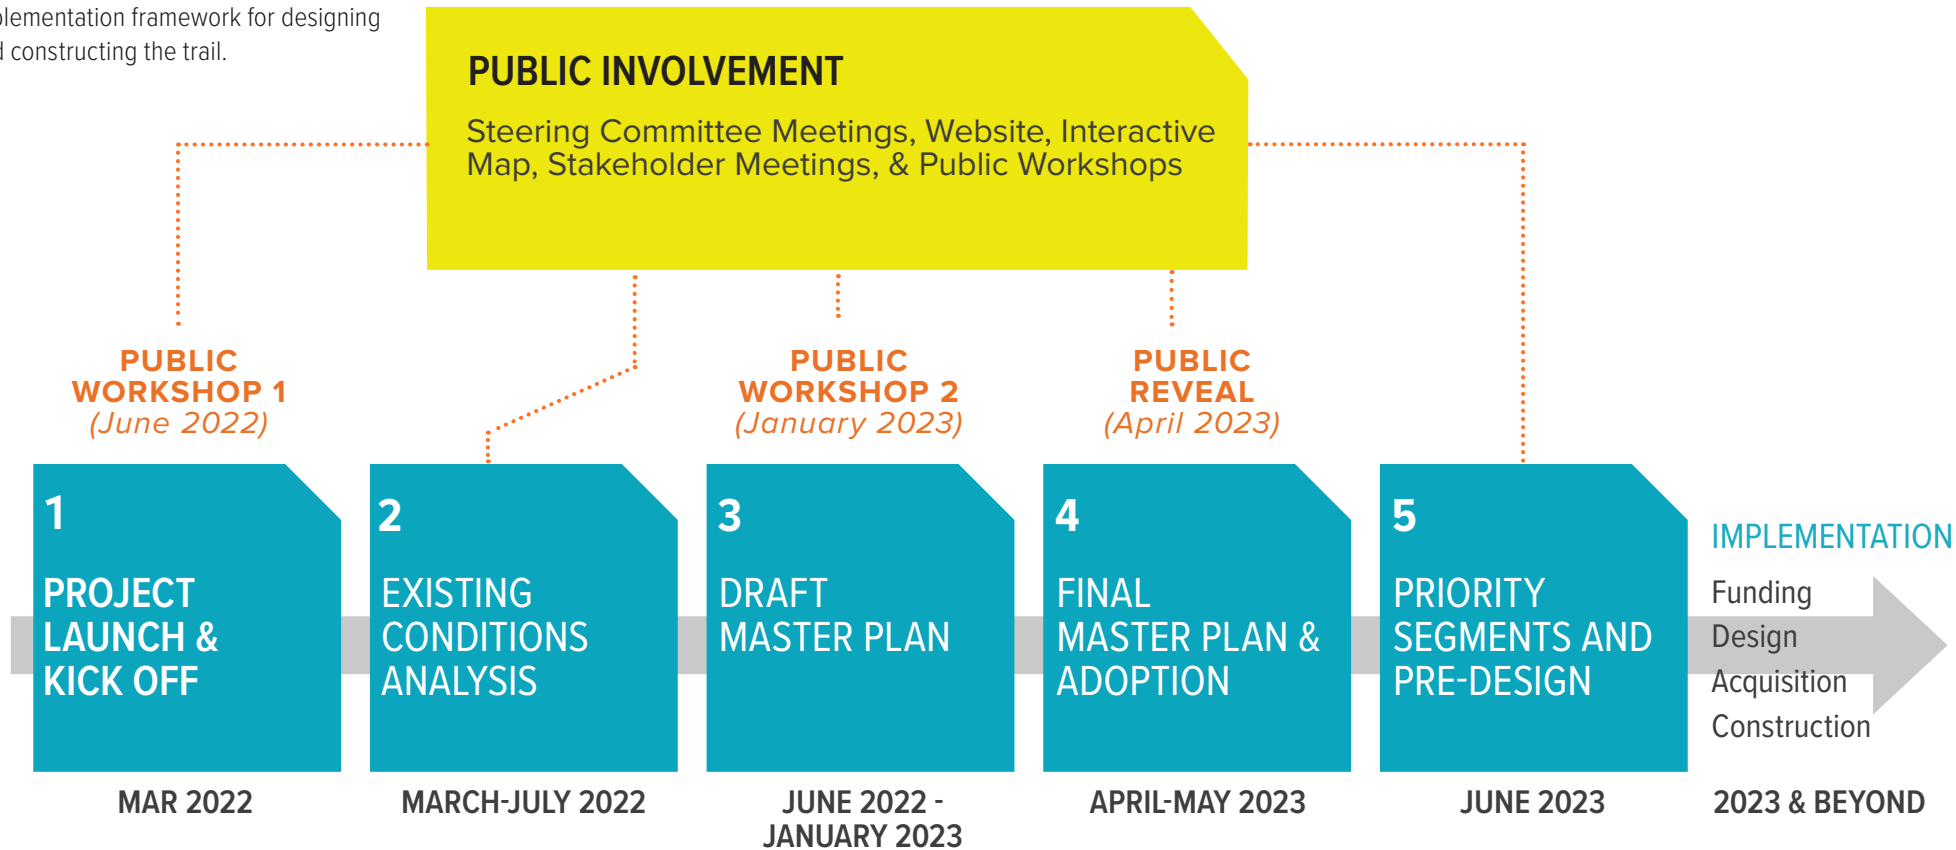 plementation framework for designing
constructing the trail.
PUBLIC INVOLVEMENT
Steering Committee Meetings, Website, Interactive
Map, Stakeholder Meetings, & Public Workshops
PUBLIC
WORKSHOP 1
(June 2022)
PUBLIC
WORKSHOP 2
(January 2023)
PUBLIC
REVEAL
(April 2023)
1
PROJECT
LAUNCH &
KICK OFF
MAR 2022
2
EXISTING
CONDITIONS
ANALYSIS
MARCH-JULY 2022
3
DRAFT
MASTER PLAN
JUNE 2022 -
JANUARY 2023
4
FINAL
MASTER PLAN &
ADOPTION
APRIL-MAY 2023
5
PRIORITY
SEGMENTS AND
PRE-DESIGN
JUNE 2023
IMPLEMENTATION
Funding
Design
Acquisition
Construction
2023 & BEYOND